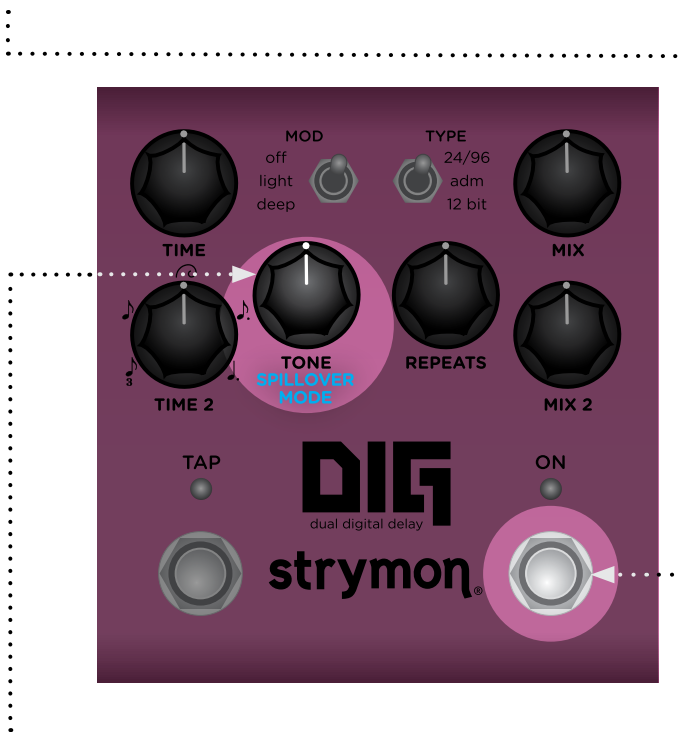 MOD
TYPE
off
24/96
light
adm
deep
12 bit
TIME
MIX
3
TONE
REPEATS
SPILLOVER
MODE
TIME 2
MIX 2
TAP
ON
DIG
dual digital delay
strymon®